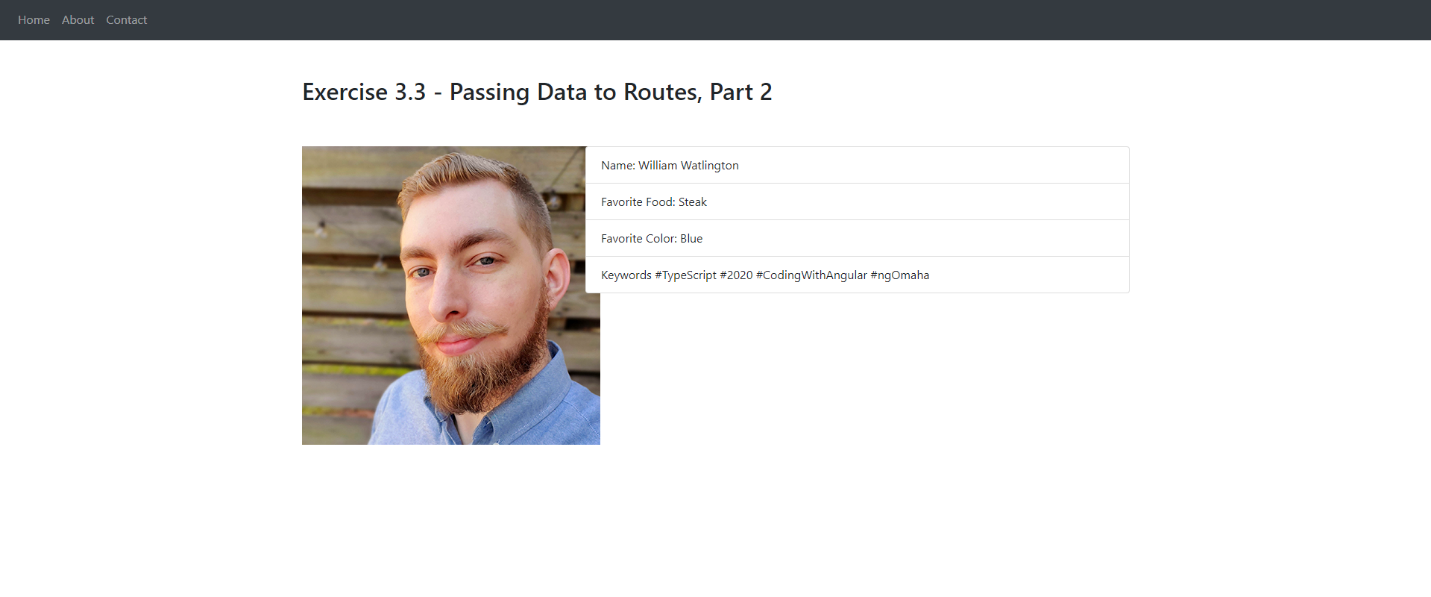 Home About Contact
Exercise 3.3 - Passing Data to Routes, Part 2
Name: William Watlington
Favorite Food: Steak
Favorite Color: Blue
Keywords #TypeScript #2020 #CodingWithAngular #ngOmaha